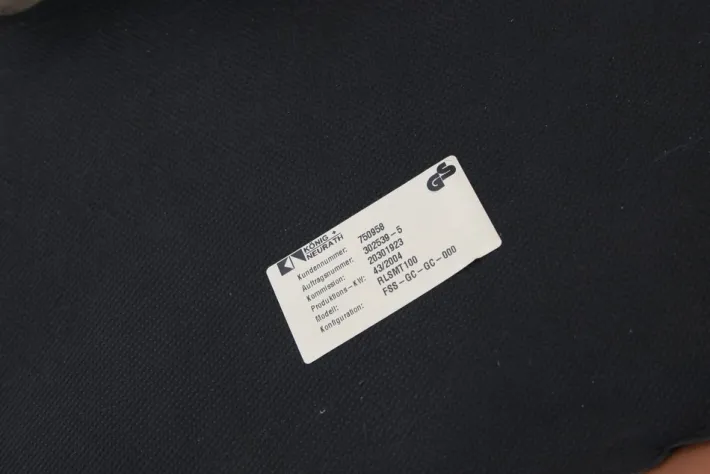 KÖNIG +
NEURATH
GS
Kundennummer: 750958
Auftragsnummer: 302539-5
Kommission: 20301923
Produktions-KW: 43/2004
Modell: RLSMT100
Konfiguration: FSS-GC-GC-000